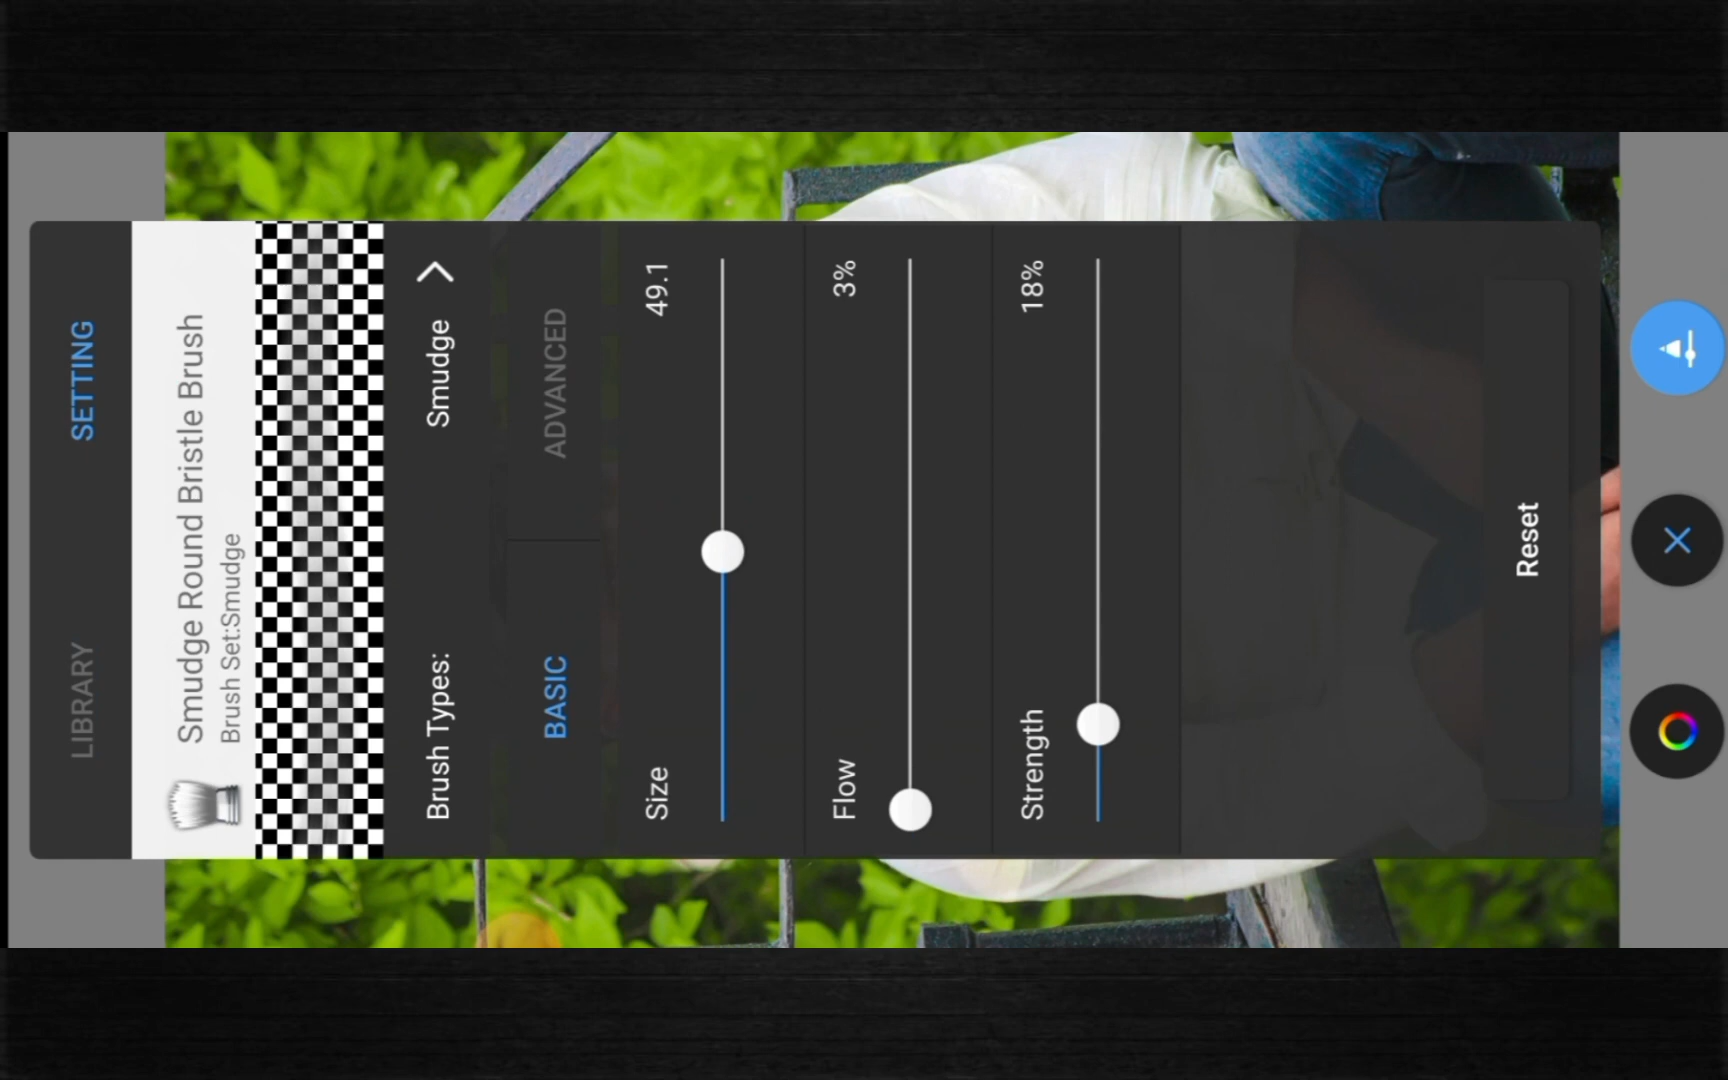 LIBRARY
SETTING
Smudge Round Bristle Brush
Brush Set:Smudge
Brush Types:
Smudge
BASIC
ADVANCED
Size
49.1
Flow
3%
Strength
18%
Reset